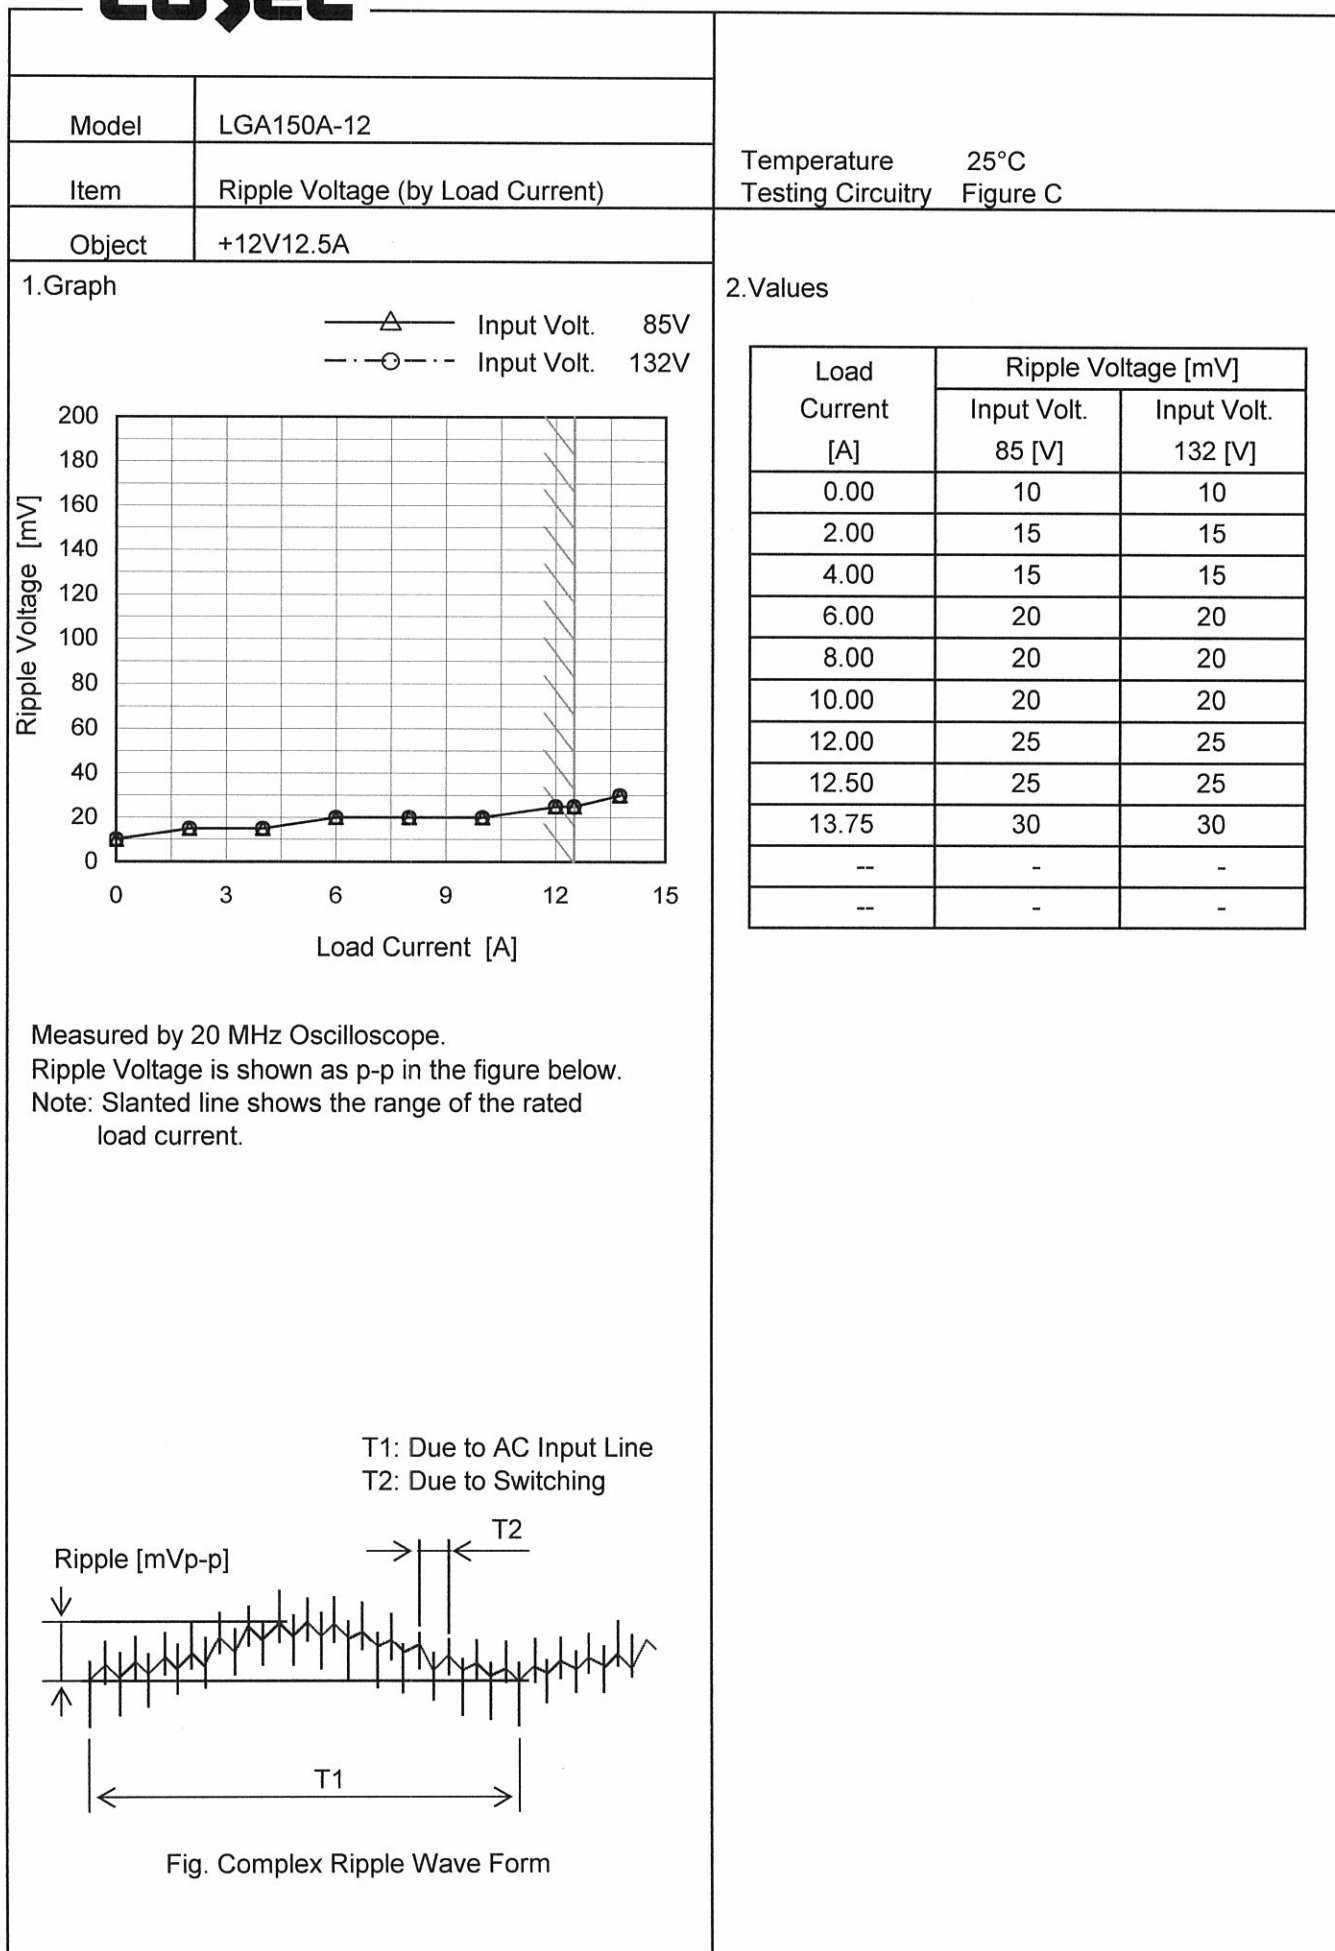 Model LGA150A-12
Item Ripple Voltage (by Load Current)
Object +12V12.5A
Temperature 25°C
Testing Circuitry Figure C
1.Graph
Input Volt. 85V
Input Volt. 132V
200
180
160
140
120
100
80
60
40
20
0
Ripple Voltage [mV]
0 3 6 9 12 15
Load Current [A]
Measured by 20 MHz Oscilloscope.
Ripple Voltage is shown as p-p in the figure below.
Note: Slanted line shows the range of the rated
load current.
T1: Due to AC Input Line
T2: Due to Switching
T2
Ripple [mVp-p]
T1
Fig. Complex Ripple Wave Form
2.Values
Load Ripple Voltage [mV]
Current Input Volt. Input Volt.
[A] 85 [V] 132 [V]
0.00 10 10
2.00 15 15
4.00 15 15
6.00 20 20
8.00 20 20
10.00 20 20
12.00 25 25
12.50 25 25
13.75 30 30
-- - -
-- - -